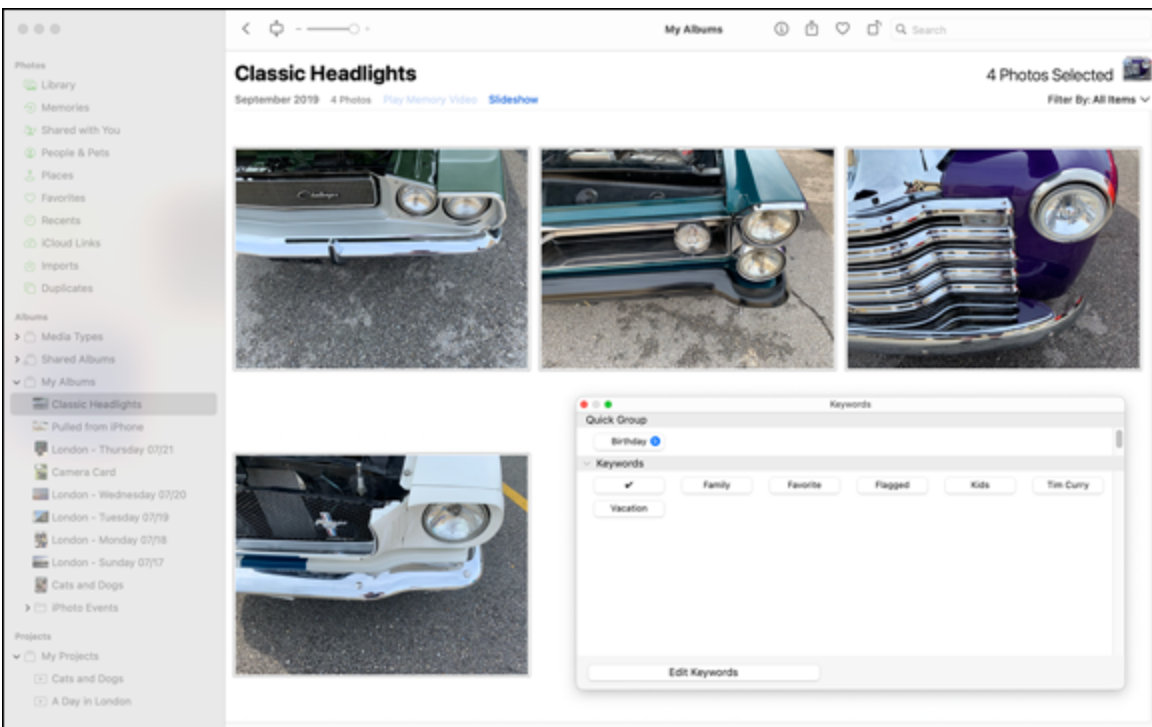 My Albums
Search
Photos
Library
Memories
Shared with You
People & Pets
Places
Favorites
Recents
iCloud Links
Imports
Duplicates
Albums
Media Types
Shared Albums
My Albums
Classic Headlights
Pulled from iPhone
London - Thursday 07/21
Camera Card
London - Wednesday 07/20
London - Tuesday 07/19
London - Monday 07/18
London - Sunday 07/17
Cats and Dogs
iPhoto Events
Projects
My Projects
Cats and Dogs
A Day in London
Classic Headlights
4 Photos Selected
September 2019 4 Photos Play Memory Video Slideshow
Filter By: All Items
Challenger
Keywords
Quick Group
Birthday
Keywords
✓ Family Favorite Flagged Kids Tim Curry
Vacation
Edit Keywords